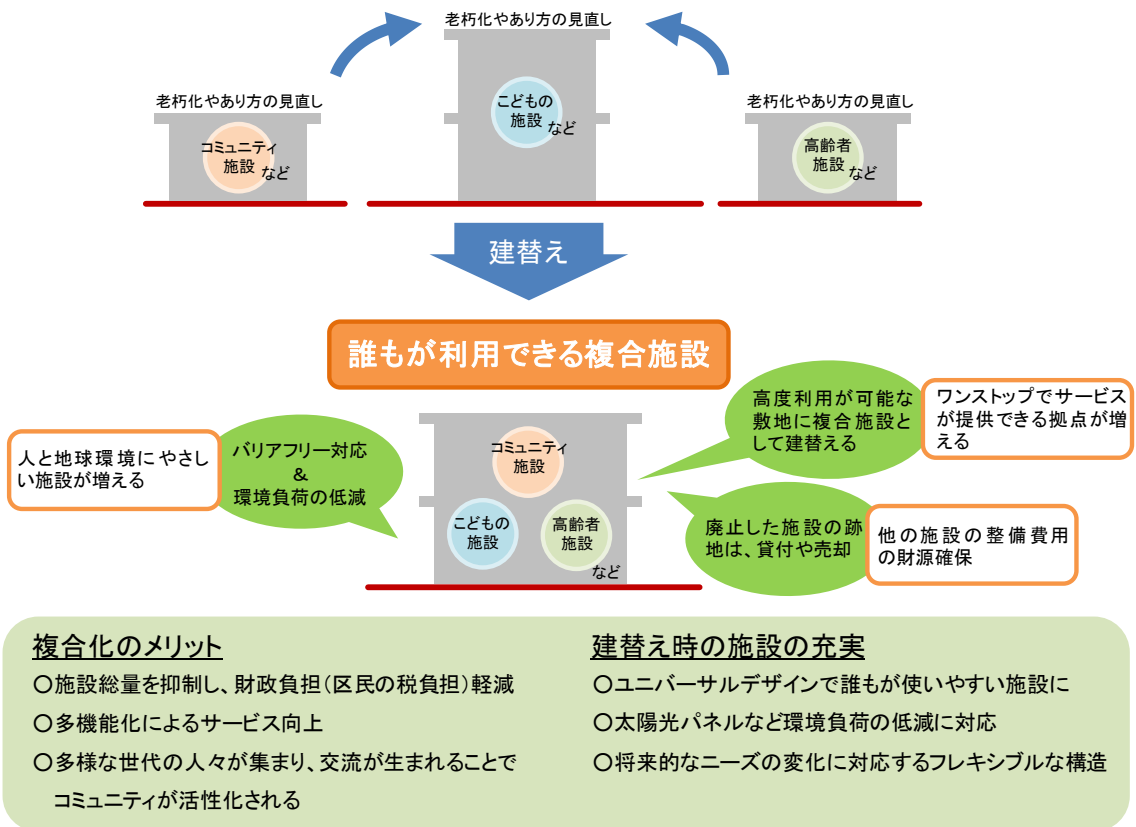 老朽化やあり方の見直し
こどもの
施設 など
老朽化やあり方の見直し
コミュニティ
施設 など
老朽化やあり方の見直し
高齢者
施設 など
建替え
誰もが利用できる複合施設
人と地球環境にやさし
い施設が増える
バリアフリー対応
&
環境負荷の低減
コミュニティ
施設
こどもの
施設
高齢者
施設
など
高度利用が可能な
敷地に複合施設と
して建替える
ワンストップでサービス
が提供できる拠点が増
える
廃止した施設の跡
地は、貸付や売却
他の施設の整備費用
の財源確保
複合化のメリット
○施設総量を抑制し、財政負担(区民の税負担)軽減
○多機能化によるサービス向上
○多様な世代の人々が集まり、交流が生まれることで
コミュニティが活性化される
建替え時の施設の充実
○ユニバーサルデザインで誰もが使いやすい施設に
○太陽光パネルなど環境負荷の低減に対応
○将来的なニーズの変化に対応するフレキシブルな構造